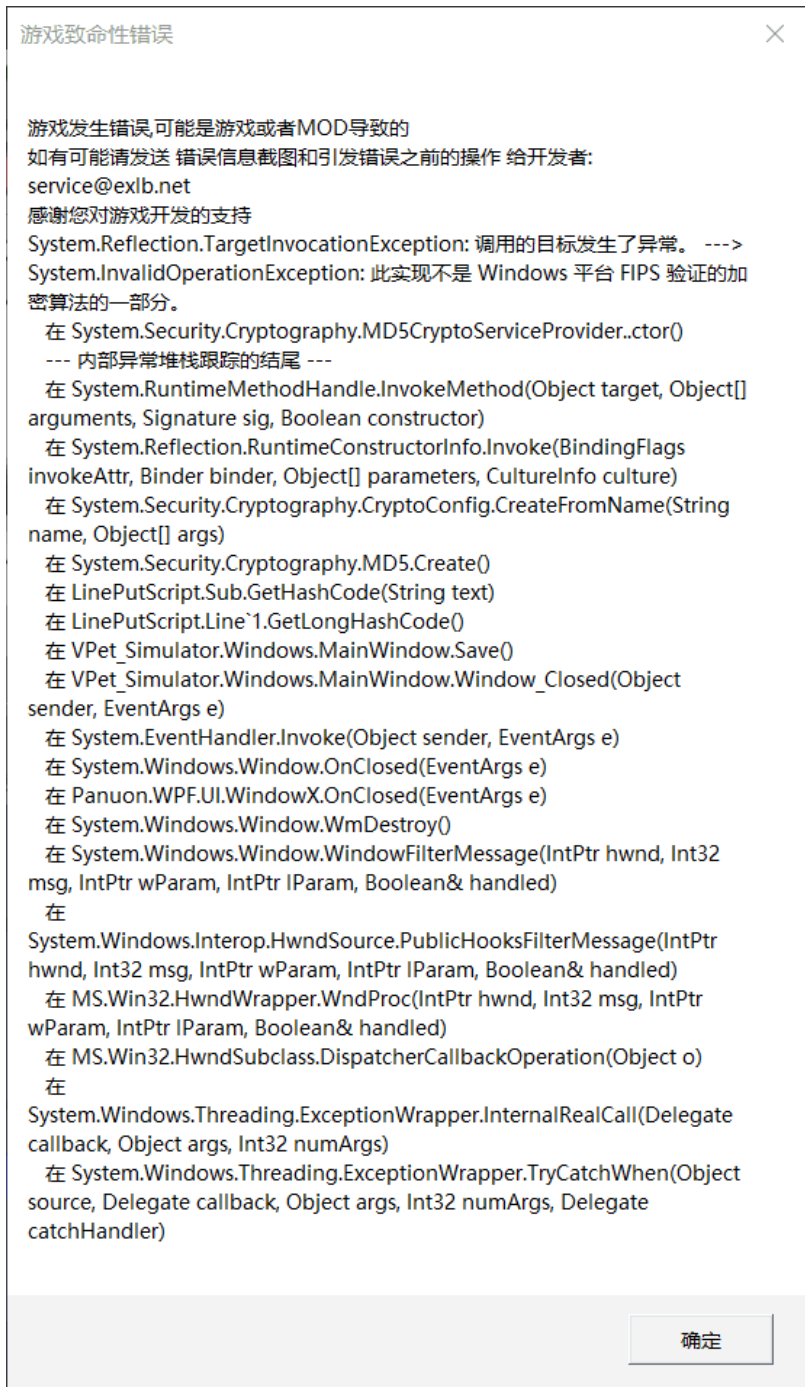 游戏致命性错误
游戏发生错误,可能是游戏或者MOD导致的
如有可能请发送 错误信息截图和引发错误之前的操作 给开发者:
service@exlb.net
感谢您对游戏开发的支持
System.Reflection.TargetInvocationException: 调用的目标发生了异常。 --->
System.InvalidOperationException: 此实现不是 Windows 平台 FIPS 验证的加
密算法的一部分。
在 System.Security.Cryptography.MD5CryptoServiceProvider..ctor()
--- 内部异常堆栈跟踪的结尾 ---
在 System.RuntimeMethodHandle.InvokeMethod(Object target, Object[]
arguments, Signature sig, Boolean constructor)
在 System.Reflection.RuntimeConstructorInfo.Invoke(BindingFlags
invokeAttr, Binder binder, Object[] parameters, CultureInfo culture)
在 System.Security.Cryptography.CryptoConfig.CreateFromName(String
name, Object[] args)
在 System.Security.Cryptography.MD5.Create()
在 LinePutScript.Sub.GetHashCode(String text)
在 LinePutScript.Line`1.GetLongHashCode()
在 VPet_Simulator.Windows.MainWindow.Save()
在 VPet_Simulator.Windows.MainWindow.Window_Closed(Object
sender, EventArgs e)
在 System.EventHandler.Invoke(Object sender, EventArgs e)
在 System.Windows.Window.OnClosed(EventArgs e)
在 Panuon.WPF.UI.WindowX.OnClosed(EventArgs e)
在 System.Windows.Window.WmDestroy()
在 System.Windows.Window.WindowFilterMessage(IntPtr hwnd, Int32
msg, IntPtr wParam, IntPtr lParam, Boolean& handled)
在
System.Windows.Interop.HwndSource.PublicHooksFilterMessage(IntPtr
hwnd, Int32 msg, IntPtr wParam, IntPtr lParam, Boolean& handled)
在 MS.Win32.HwndWrapper.WndProc(IntPtr hwnd, Int32 msg, IntPtr
wParam, IntPtr lParam, Boolean& handled)
在 MS.Win32.HwndSubclass.DispatcherCallbackOperation(Object o)
在
System.Windows.Threading.ExceptionWrapper.InternalRealCall(Delegate
callback, Object args, Int32 numArgs)
在 System.Windows.Threading.ExceptionWrapper.TryCatchWhen(Object
source, Delegate callback, Object args, Int32 numArgs, Delegate
catchHandler)
确定